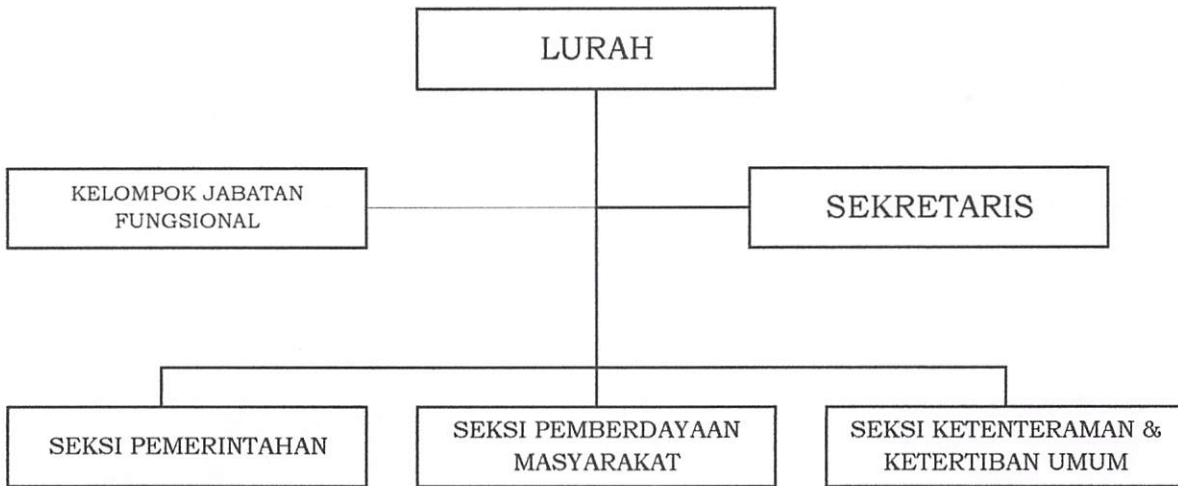 LURAH
KELOMPOK JABATAN
FUNGSIONAL
SEKRETARIS
SEKSI PEMERINTAHAN
SEKSI PEMBERDAYAAN
MASYARAKAT
SEKSI KETENTERAMAN &
KETERTIBAN UMUM